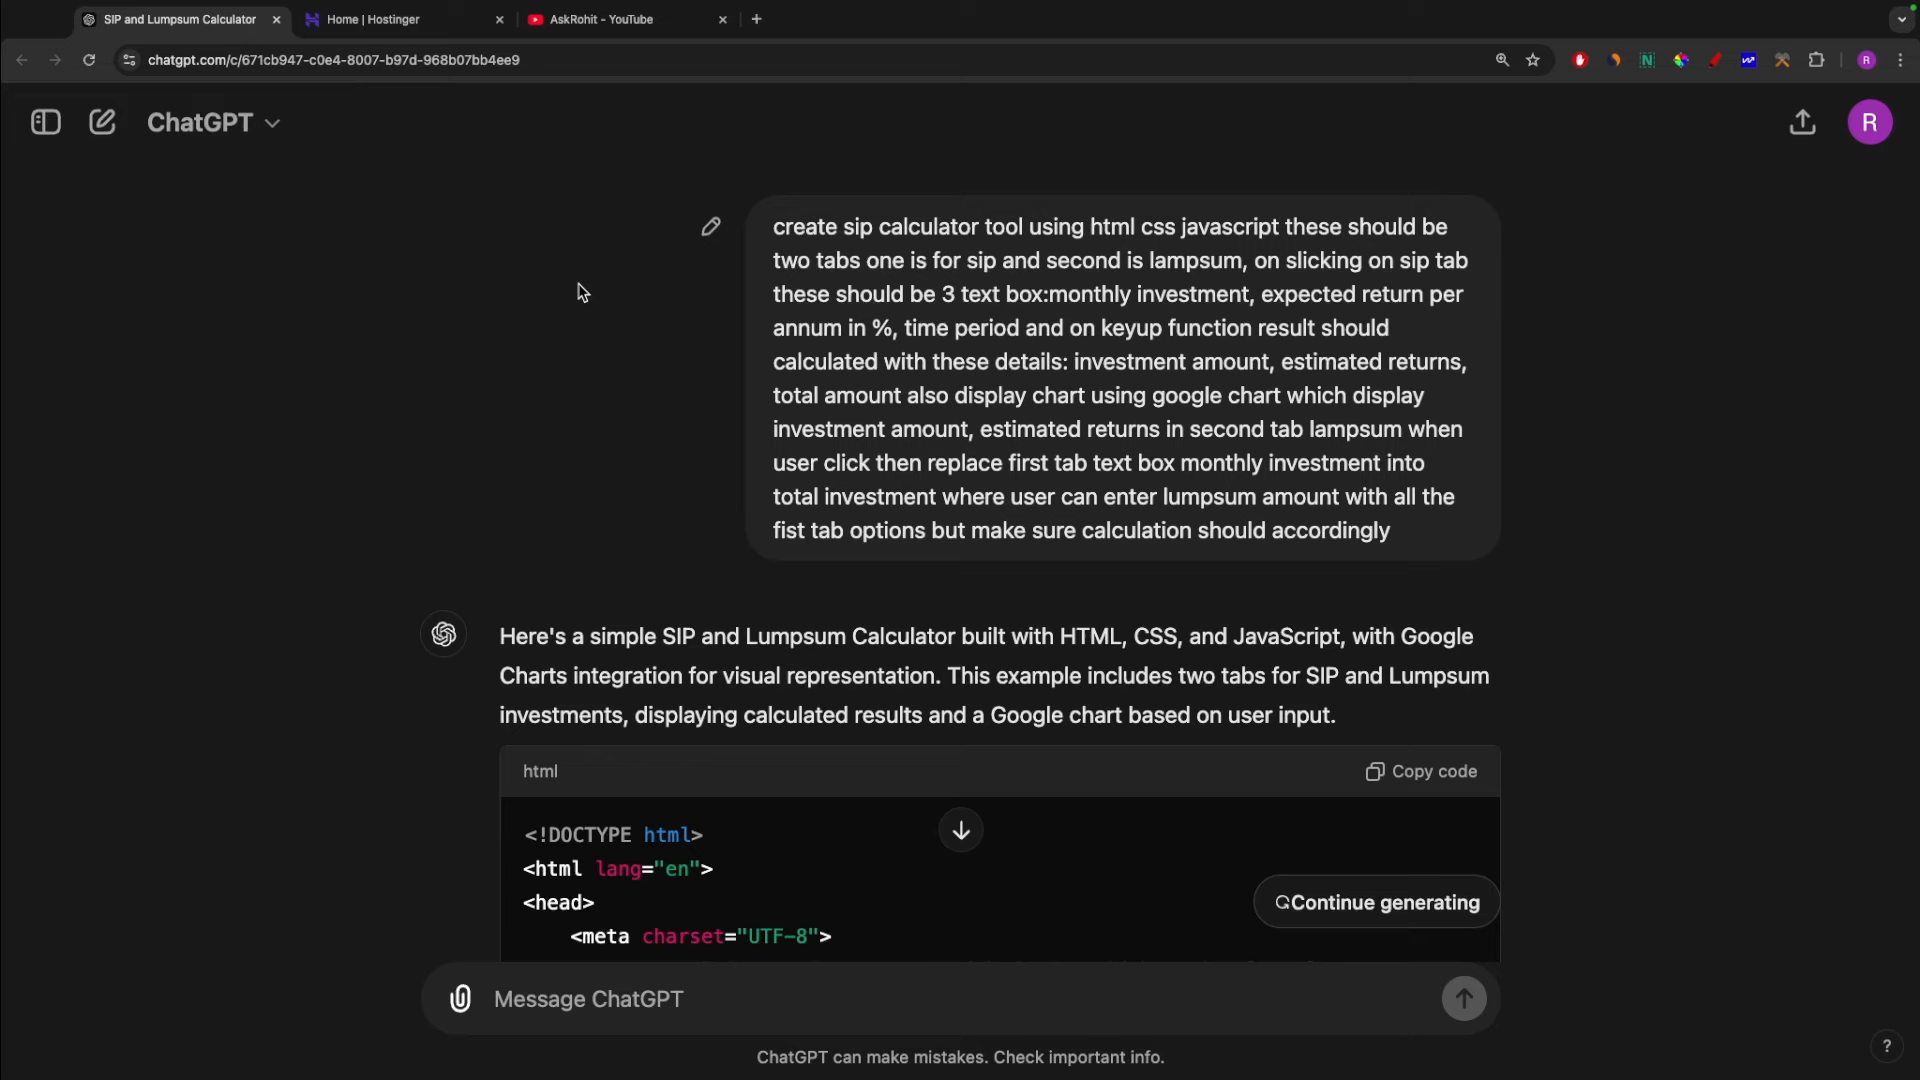 SIP and Lumpsum Calculator
Home | Hostinger
AskRohit - YouTube
chatgpt.com/c/671cb947-c0e4-8007-b97d-968b07bb4ee9
N
R
ChatGPT
R
create sip calculator tool using html css javascript these should be
two tabs one is for sip and second is lampsum, on slicking on sip tab
these should be 3 text box:monthly investment, expected return per
annum in %, time period and on keyup function result should
calculated with these details: investment amount, estimated returns,
total amount also display chart using google chart which display
investment amount, estimated returns in second tab lampsum when
user click then replace first tab text box monthly investment into
total investment where user can enter lumpsum amount with all the
fist tab options but make sure calculation should accordingly
Here's a simple SIP and Lumpsum Calculator built with HTML, CSS, and JavaScript, with Google
Charts integration for visual representation. This example includes two tabs for SIP and Lumpsum
investments, displaying calculated results and a Google chart based on user input.
html
Copy code
<!DOCTYPE html>
<html lang="en">
<head>
<meta charset="UTF-8">
Continue generating
Message ChatGPT
ChatGPT can make mistakes. Check important info.
?